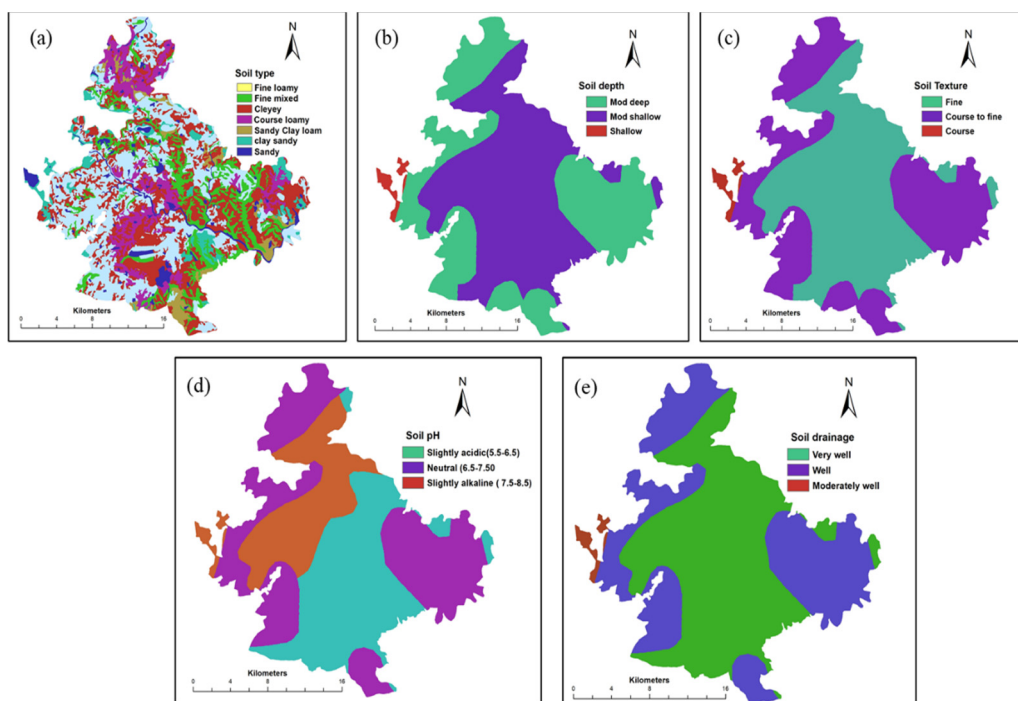 (a)
N
Soil type
Fine loamy
Fine mixed
Cleyey
Course loamy
Sandy Clay loam
clay sandy
Sandy
Kilometers
0 4 8 16
(b)
N
Soil depth
Mod deep
Mod shallow
Shallow
Kilometers
0 4 8 16
(c)
N
Soil Texture
Fine
Course to fine
Course
Kilometers
0 4 8 16
(d)
N
Soil pH
Slightly acidic(5.5-6.5)
Neutral (6.5-7.50
Slightly alkaline ( 7.5-8.5)
Kilometers
0 4 8 16
(e)
N
Soil drainage
Very well
Well
Moderately well
Kilometers
0 4 8 16